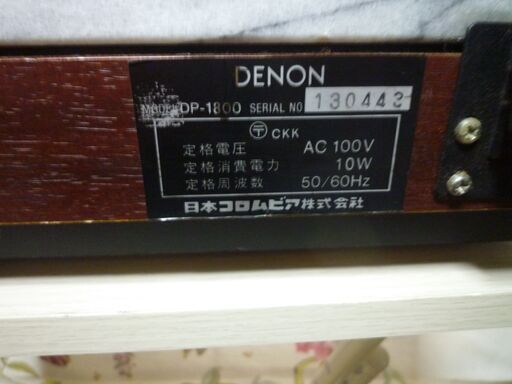 DENON
MODEL DP-1800 SERIAL NO 130443
〒 CKK
定格電圧 AC 100V
定格消費電力 10W
定格周波数 50/60Hz
日本コロムビア株式会社